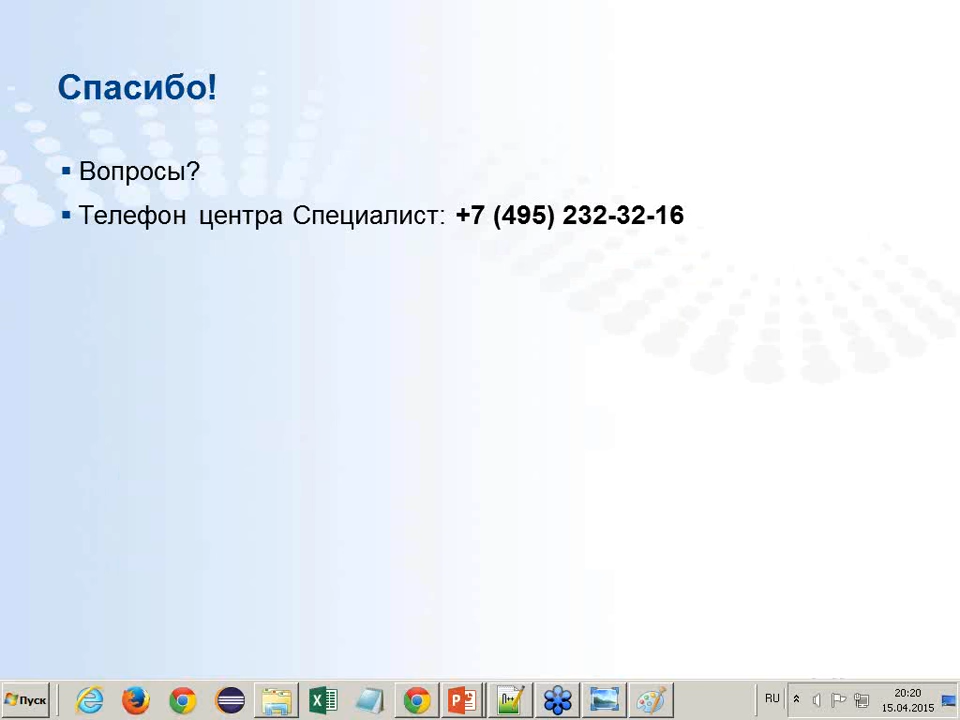 Спасибо!
Вопросы?
Телефон центра Специалист: +7 (495) 232-32-16
Пуск
RU
20:20
15.04.2015